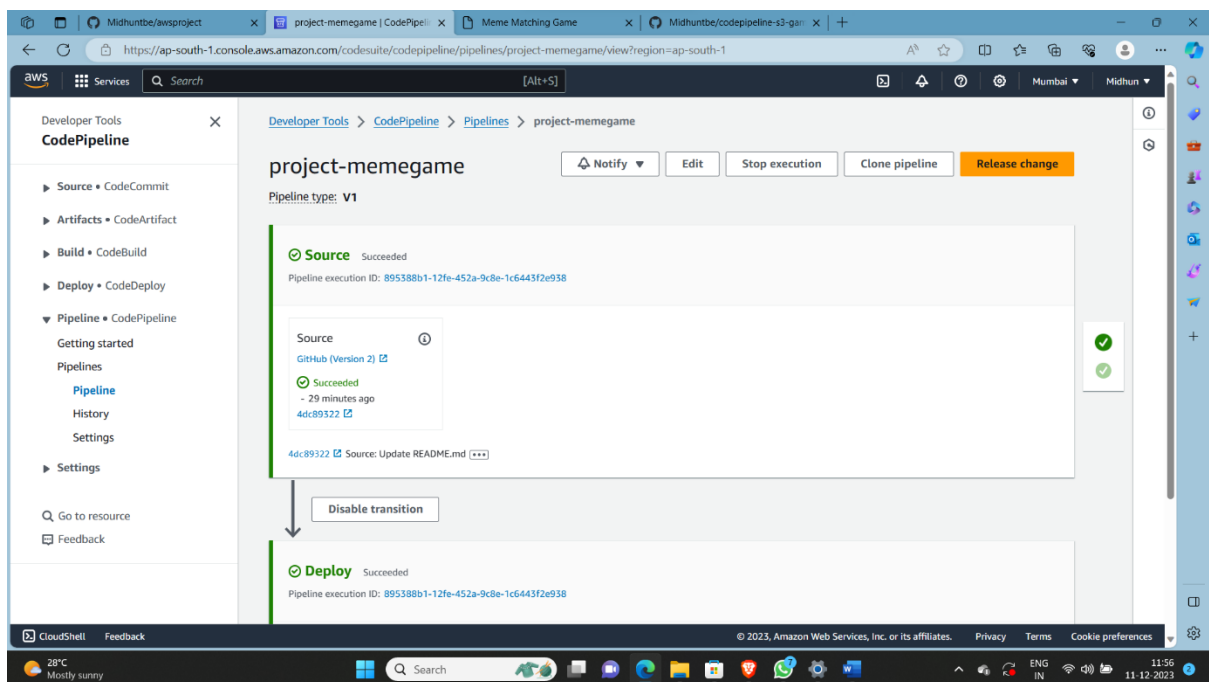 Midhuntbe/awsproject
project-memegame | CodePipeli
Meme Matching Game
Midhuntbe/codepipeline-s3-gam
https://ap-south-1.console.aws.amazon.com/codesuite/codepipeline/pipelines/project-memegame/view?region=ap-south-1
aws
Services
Search
[Alt+S]
Mumbai
Midhun
Developer Tools
CodePipeline
Source • CodeCommit
Artifacts • CodeArtifact
Build • CodeBuild
Deploy • CodeDeploy
Pipeline • CodePipeline
Getting started
Pipelines
Pipeline
History
Settings
Settings
Go to resource
Feedback
Developer Tools > CodePipeline > Pipelines > project-memegame
project-memegame
Notify
Edit
Stop execution
Clone pipeline
Release change
Pipeline type: V1
Source Succeeded
Pipeline execution ID: 895388b1-12fe-452a-9c8e-1c6443f2e938
Source
GitHub (Version 2)
Succeeded
- 29 minutes ago
4dc89322
4dc89322 Source: Update README.md
Disable transition
Deploy Succeeded
Pipeline execution ID: 895388b1-12fe-452a-9c8e-1c6443f2e938
CloudShell
Feedback
© 2023, Amazon Web Services, Inc. or its affiliates.
Privacy
Terms
Cookie preferences
28°C
Mostly sunny
Search
ENG
IN
11:56
11-12-2023